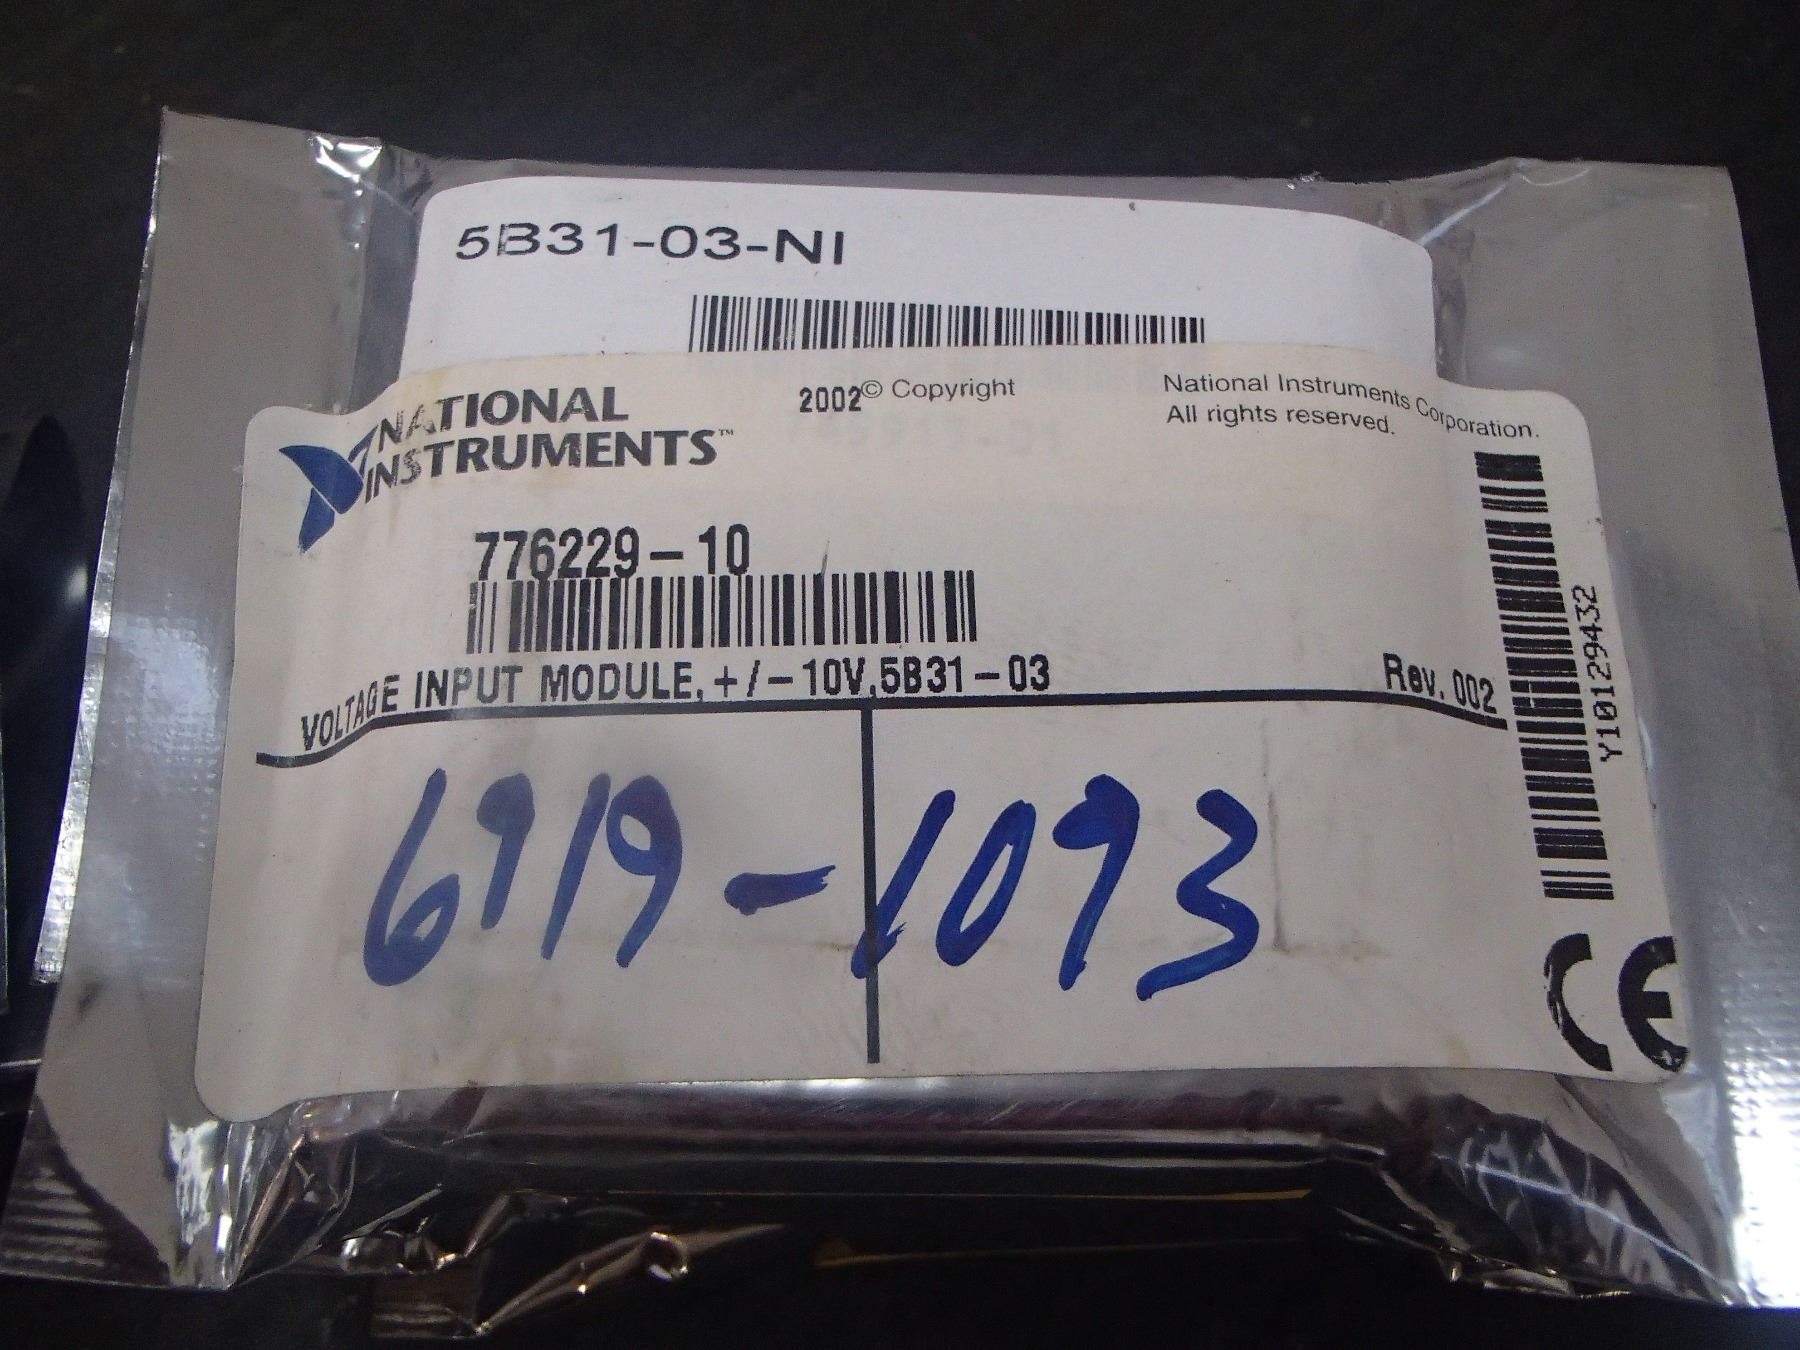 5B31-03-NI
NATIONAL
INSTRUMENTS™
2002© Copyright
National Instruments Corporation.
All rights reserved.
776229-10
VOLTAGE INPUT MODULE,+/-10V,5B31-03
Rev. 002
Y10129432
6919-1093
CE